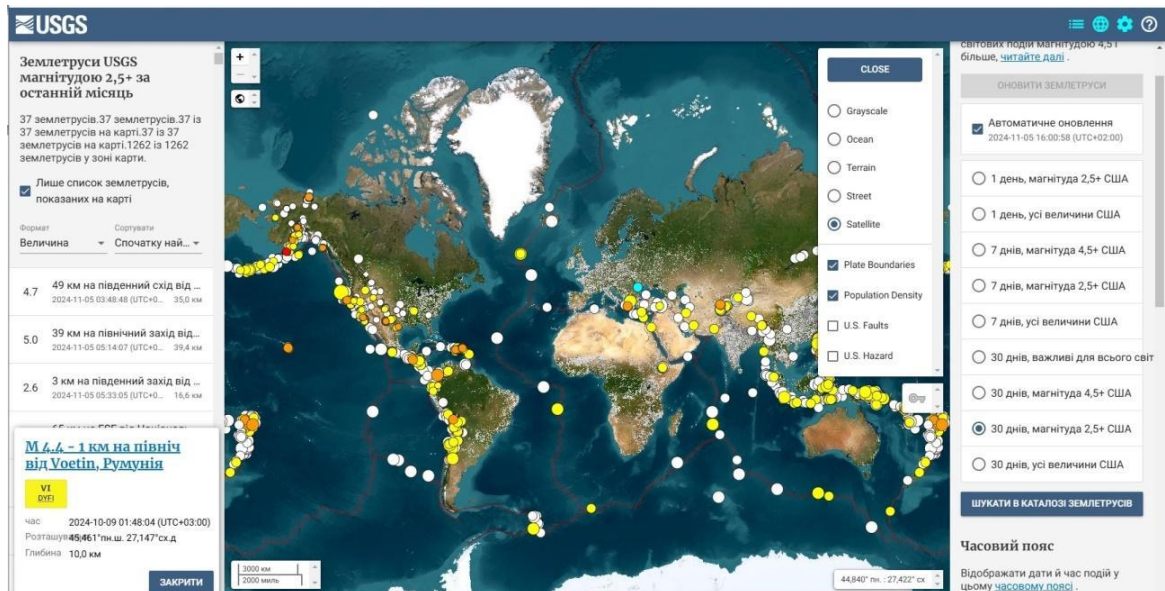 USGS
Землетруси USGS
магнітудою 2,5+ за
останній місяць
37 землетрусів.37 землетрусів.37 із
37 землетрусів на карті.37 із 37
землетрусів на карті.1262 із 1262
землетрусів у зоні карти.
Лише список землетрусів,
показаних на карті
Формат Сортувати
Величина Спочатку най...
4.7 49 км на південний схід від ...
2024-11-05 03:48:48 (UTC+0... 35,0 км
5.0 39 км на північний захід від...
2024-11-05 05:14:07 (UTC+0... 39,4 км
2.6 3 км на південний захід від ...
2024-11-05 05:33:05 (UTC+0... 16,6 км
M 4.4 - 1 км на північ
від Voetin, Румунія
VI
DYFI
час 2024-10-09 01:48:04 (UTC+03:00)
27,147°сх.д
Глибина 10,0 км
ЗАКРИТИ
+
−
3000 км
2000 миль
44,840° пн. : 27,422° сх
CLOSE
Grayscale
Ocean
Terrain
Street
Satellite
Plate Boundaries
Population Density
U.S. Faults
U.S. Hazard
світових подій магнітудою 4,5 і
більше, читайте далі .
ОНОВИТИ ЗЕМЛЕТРУСИ
Автоматичне оновлення
2024-11-05 16:00:58 (UTC+02:00)
1 день, магнітуда 2,5+ США
1 день, усі величини США
7 днів, магнітуда 4,5+ США
7 днів, магнітуда 2,5+ США
7 днів, усі величини США
30 днів, важливі для всього світ
30 днів, магнітуда 4,5+ США
30 днів, магнітуда 2,5+ США
30 днів, усі величини США
ШУКАТИ В КАТАЛОЗІ ЗЕМЛЕТРУСІВ
Часовий пояс
Відображати дати й час подій у
цьому часовому поясі .